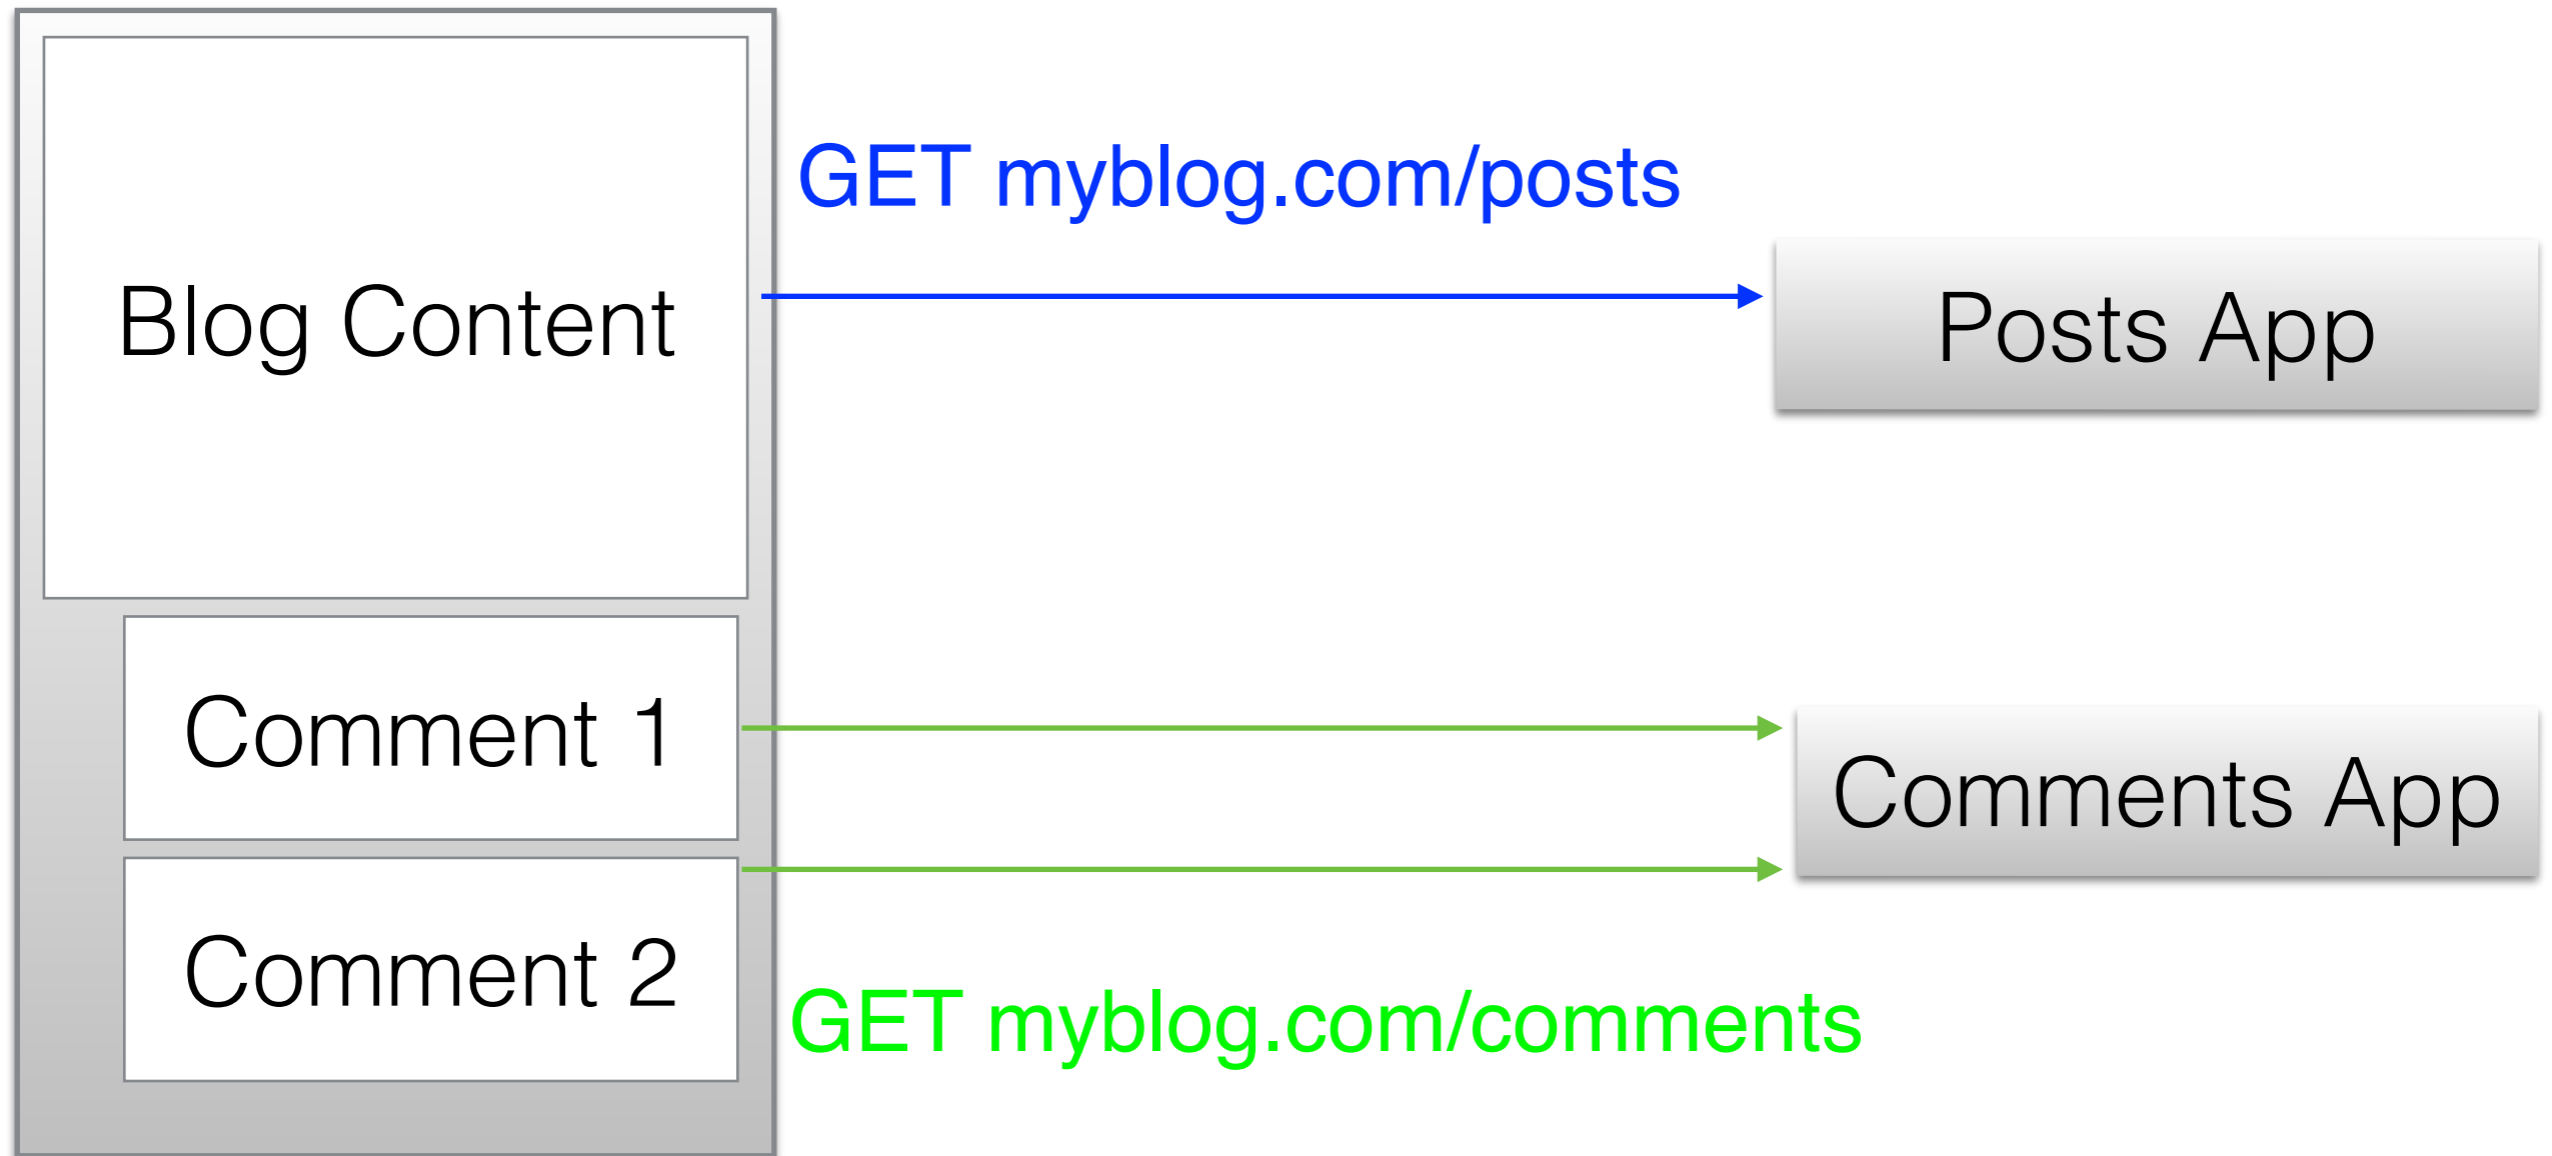 GET myblog.com/posts
Blog Content
Posts App
Comment 1
Comments App
Comment 2
GET myblog.com/comments